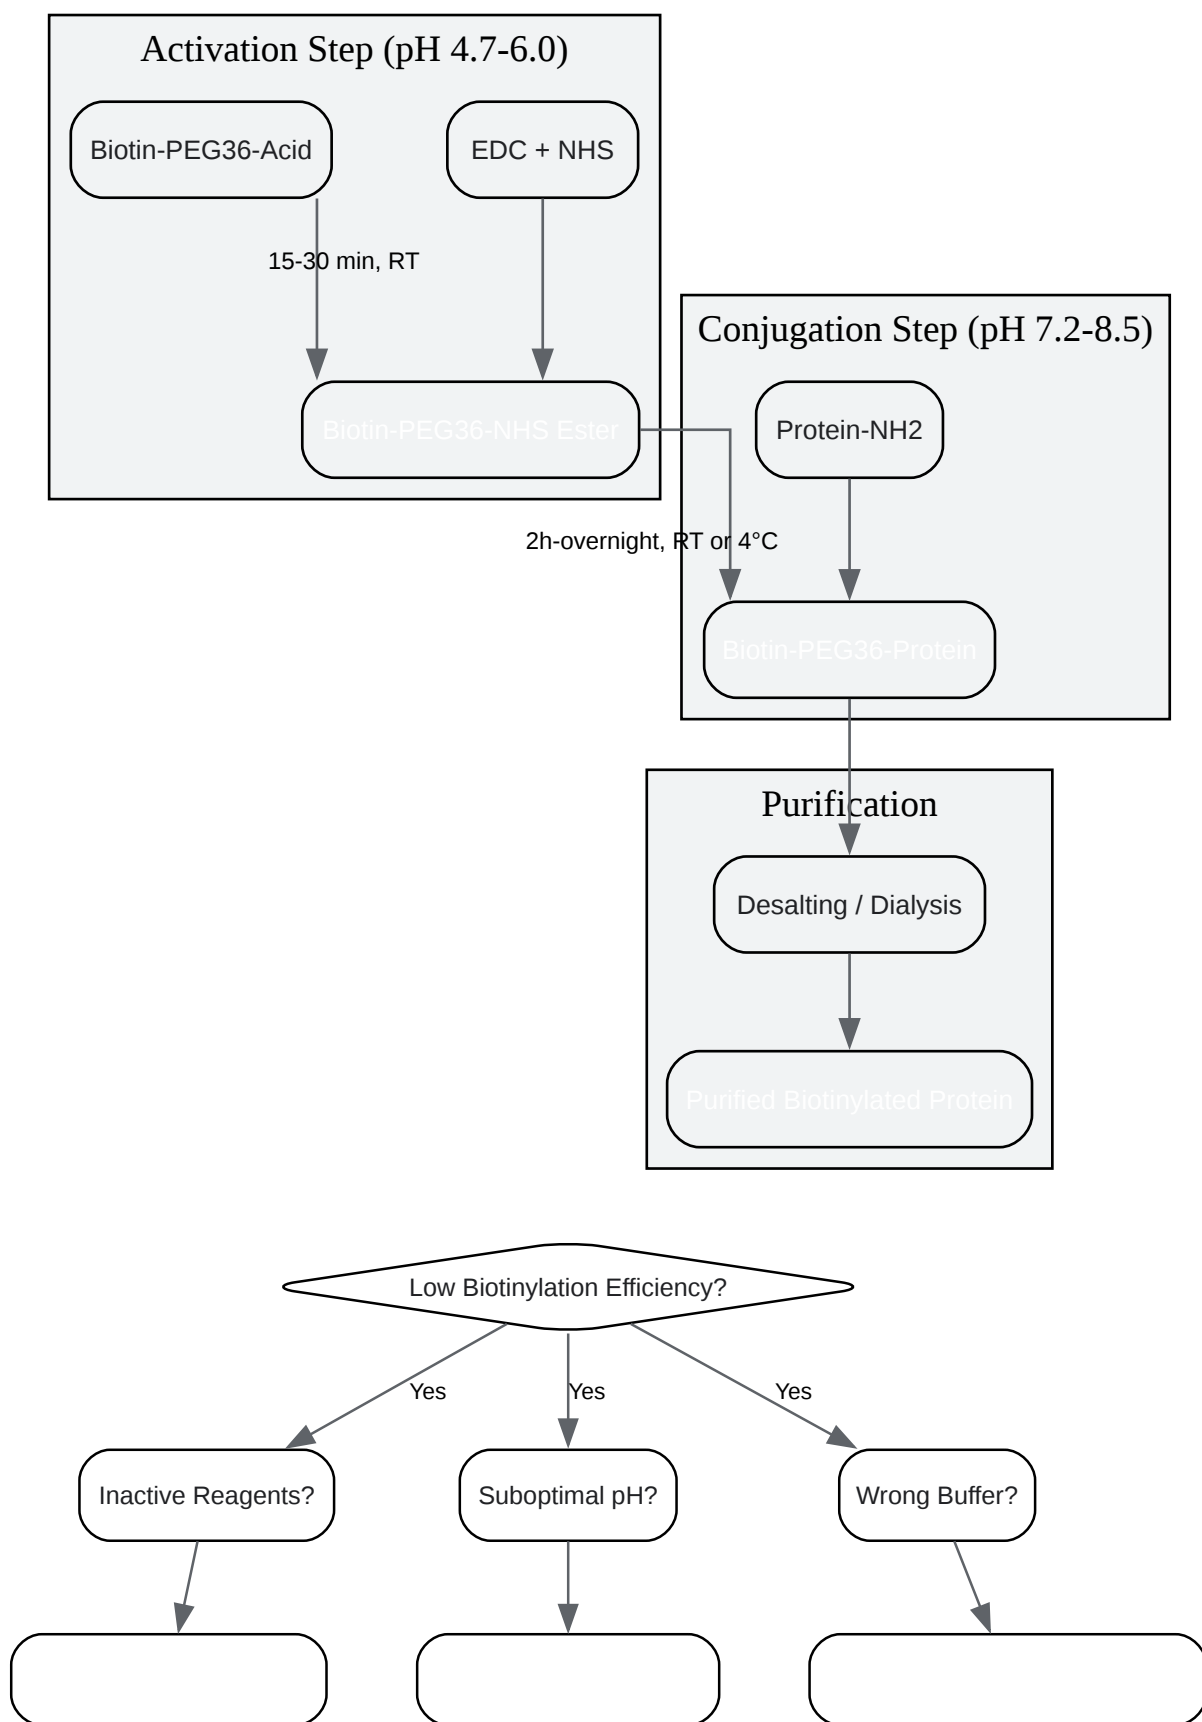 Activation Step (pH 4.7-6.0)
Biotin-PEG36-Acid
EDC + NHS
15-30 min, RT
Biotin-PEG36-NHS Ester
Conjugation Step (pH 7.2-8.5)
Protein-NH2
2h-overnight, RT or 4°C
Biotin-PEG36-Protein
Purification
Desalting / Dialysis
Purified Biotinylated Protein
Low Biotinylation Efficiency?
Yes
Yes
Yes
Inactive Reagents?
Suboptimal pH?
Wrong Buffer?